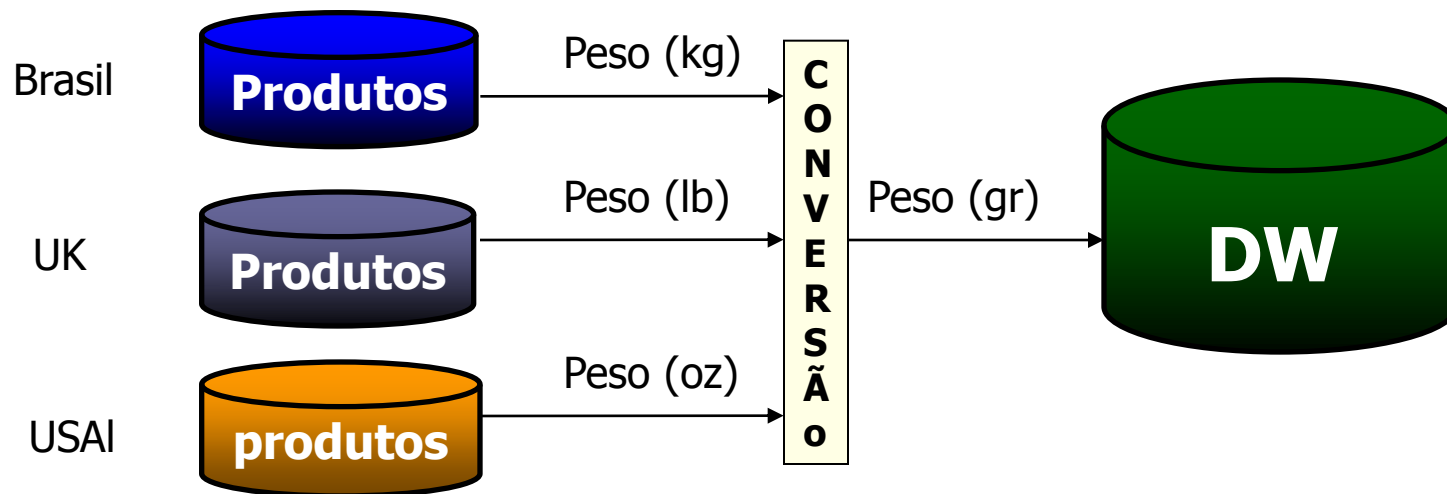 Brasil
Produtos
Peso (kg)
UK
Produtos
Peso (lb)
USAl
produtos
Peso (oz)
C
O
N
V
E
R
S
Ã
o
Peso (gr)
DW